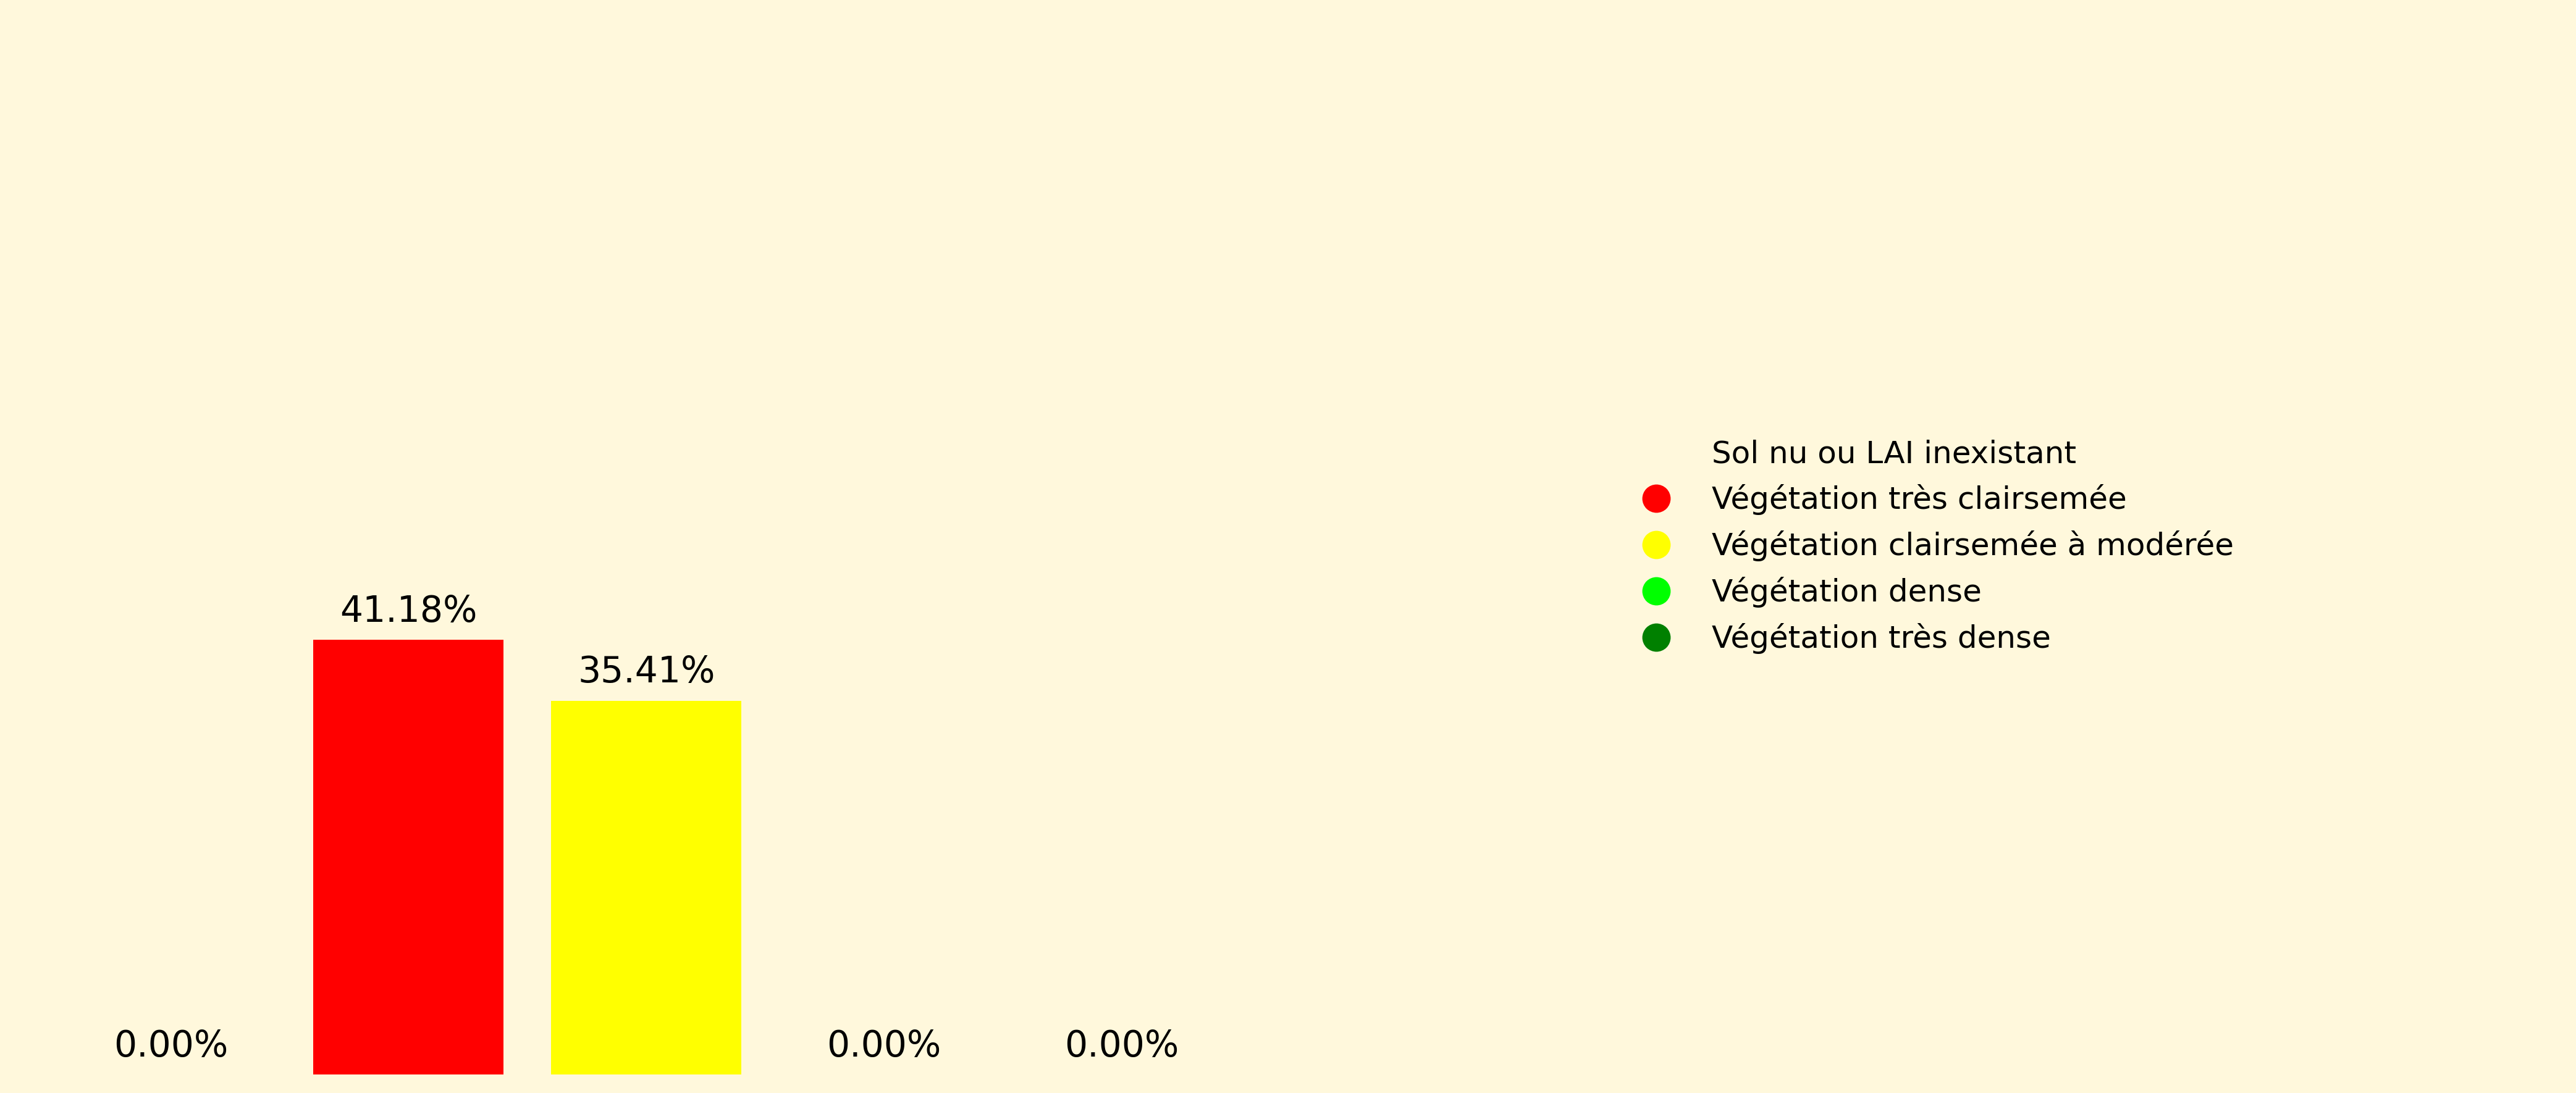 41.18%
35.41%
0.00%
0.00%
0.00%
Sol nu ou LAI inexistant
Végétation très clairsemée
Végétation clairsemée à modérée
Végétation dense
Végétation très dense